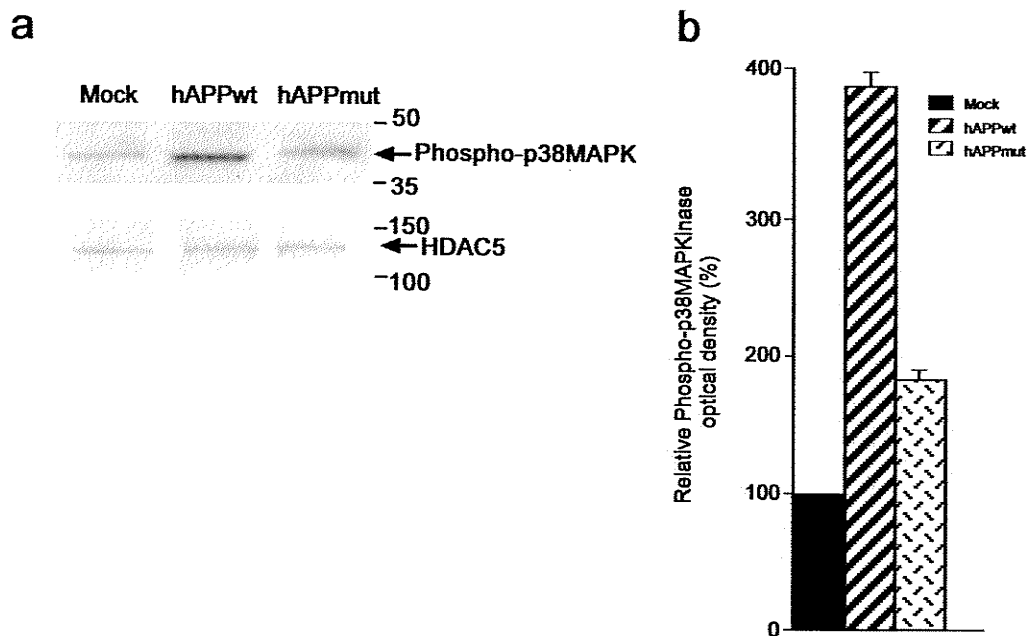 a
Mock hAPPwt hAPPmut
50
Phospho-p38MAPK
35
150
HDAC5
100
b
Relative Phospho-p38MAPKInase
optical density (%)
400
300
200
100
0
Mock
hAPPwt
hAPPmut